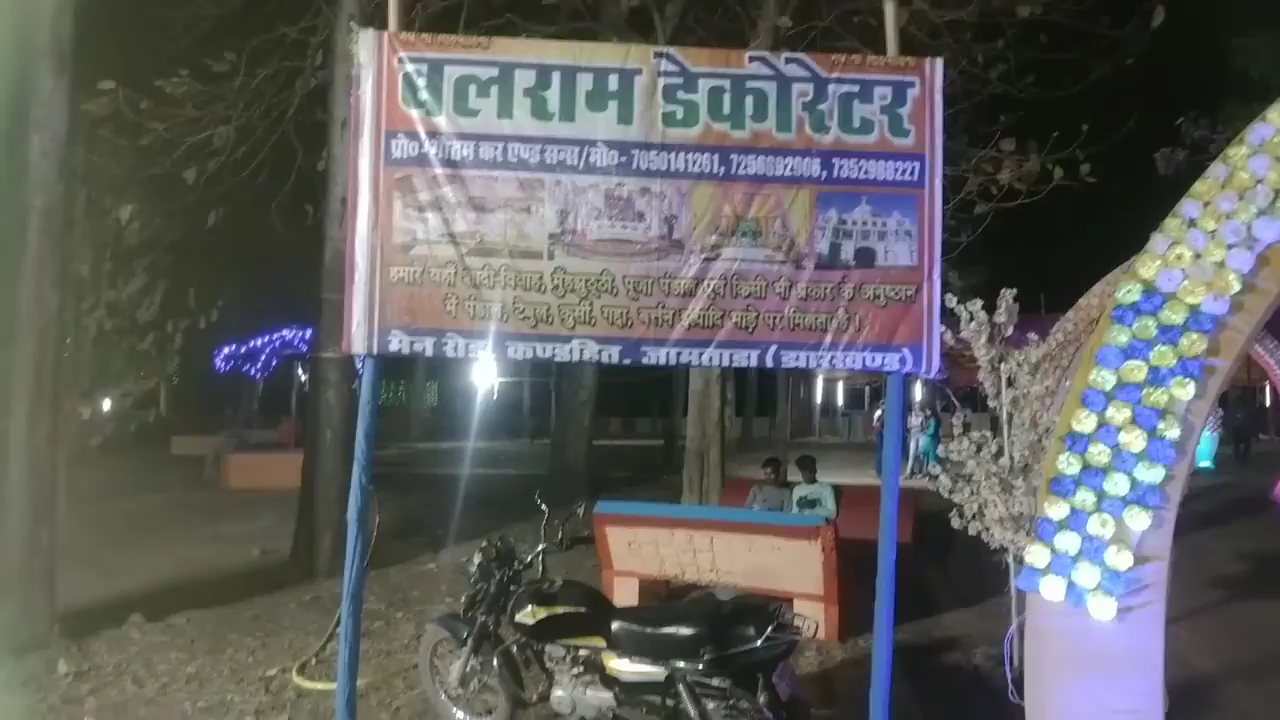 बलराम डेकोरेटर
प्रो०- गौतम कर एण्ड सन्स/मो०- 7050141261, 7256692906, 7352988227
हमारे यहाँ शादी-विवाह, मुँहजुठ्ठी, पूजा पंडाल एवं किसी भी प्रकार के अनुष्ठान
में पंडाल, टेबुल, कुर्सी, गद्दा, बर्त्तन इत्यादि भाड़े पर मिलता है।
मेन रोड, कुण्डहित, जामताड़ा (झारखण्ड)